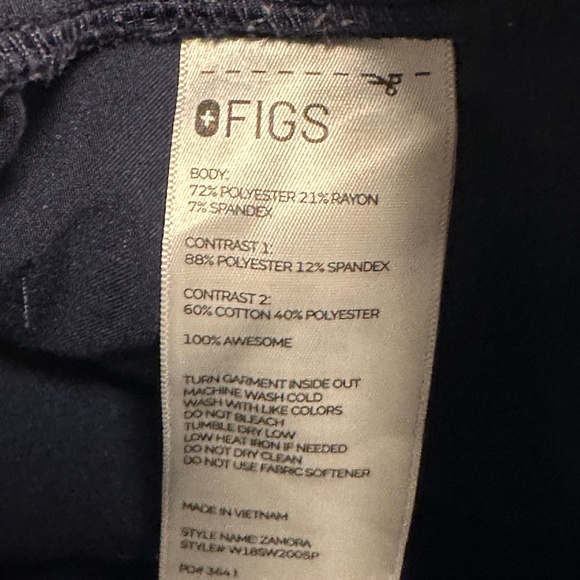 FIGS
BODY:
72% POLYESTER 21% RAYON
7% SPANDEX
CONTRAST 1:
88% POLYESTER 12% SPANDEX
CONTRAST 2:
60% COTTON 40% POLYESTER
100% AWESOME
TURN GARMENT INSIDE OUT
MACHINE WASH COLD
WASH WITH LIKE COLORS
DO NOT BLEACH
TUMBLE DRY LOW
LOW HEAT IRON IF NEEDED
DO NOT DRY CLEAN
DO NOT USE FABRIC SOFTENER
MADE IN VIETNAM
STYLE NAME: ZAMORA
STYLE# W18SW2005P
PO# 3641